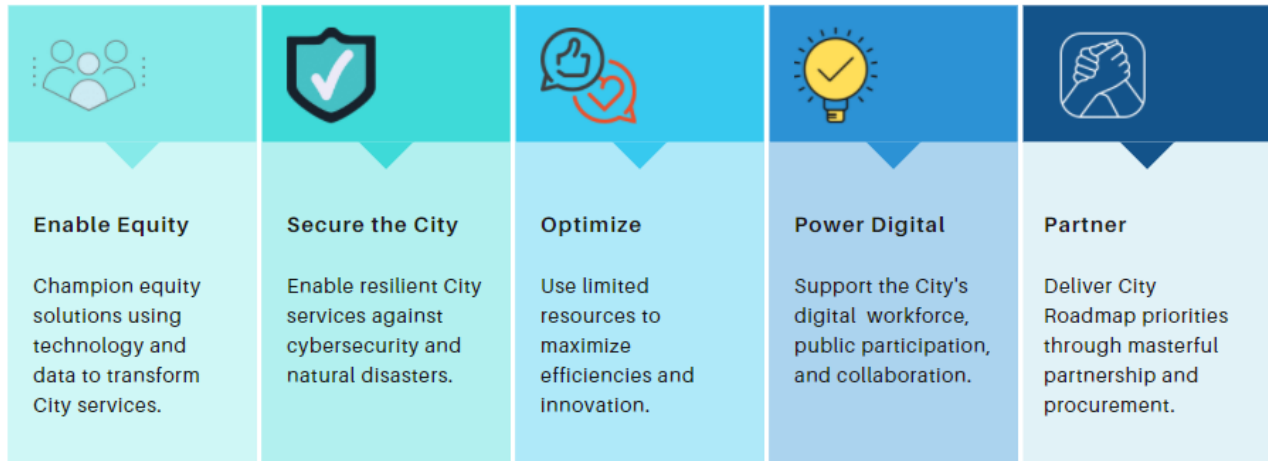 Enable Equity
Champion equity
solutions using
technology and
data to transform
City services.
Secure the City
Enable resilient City
services against
cybersecurity and
natural disasters.
Optimize
Use limited
resources to
maximize
efficiencies and
innovation.
Power Digital
Support the City's
digital  workforce,
public participation,
and collaboration.
Partner
Deliver City
Roadmap priorities
through masterful
partnership and
procurement.